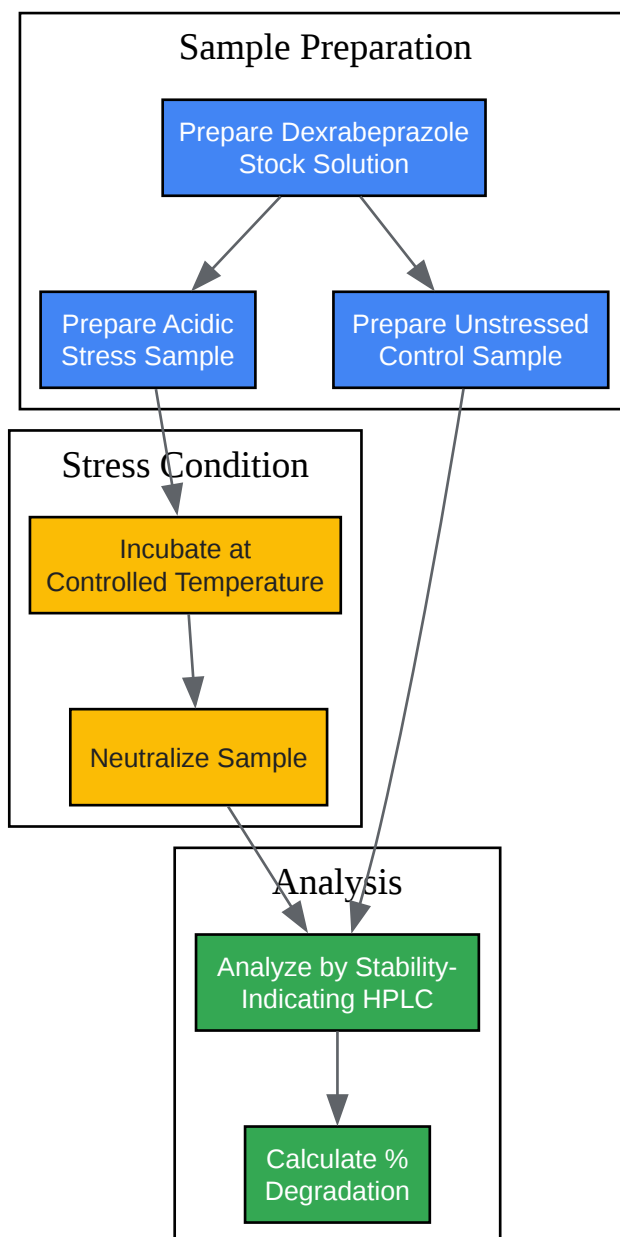 Sample Preparation
Prepare Dexrabeprazole
Stock Solution
Prepare Acidic
Stress Sample
Prepare Unstressed
Control Sample
Stress Condition
Incubate at
Controlled Temperature
Neutralize Sample
Analysis
Analyze by Stability-
Indicating HPLC
Calculate %
Degradation